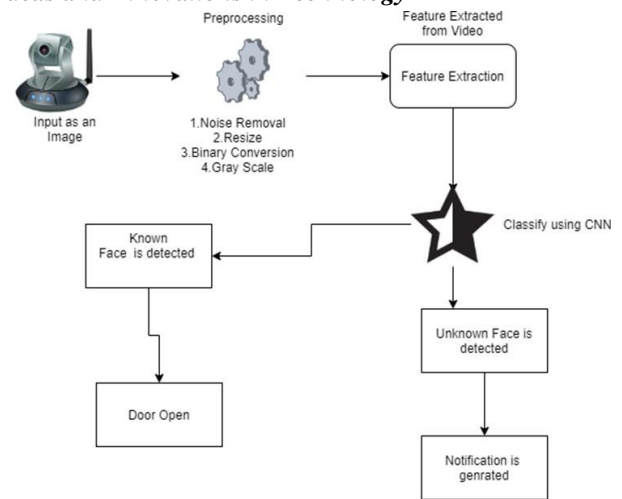 Preprocessing
Feature Extracted
from Video
Feature Extraction
Input as an
Image
1.Noise Removal
2.Resize
3.Binary Conversion
4.Gray Scale
Classify using CNN
Known
Face is detected
Unknown Face is
detected
Door Open
Notification is
genrated